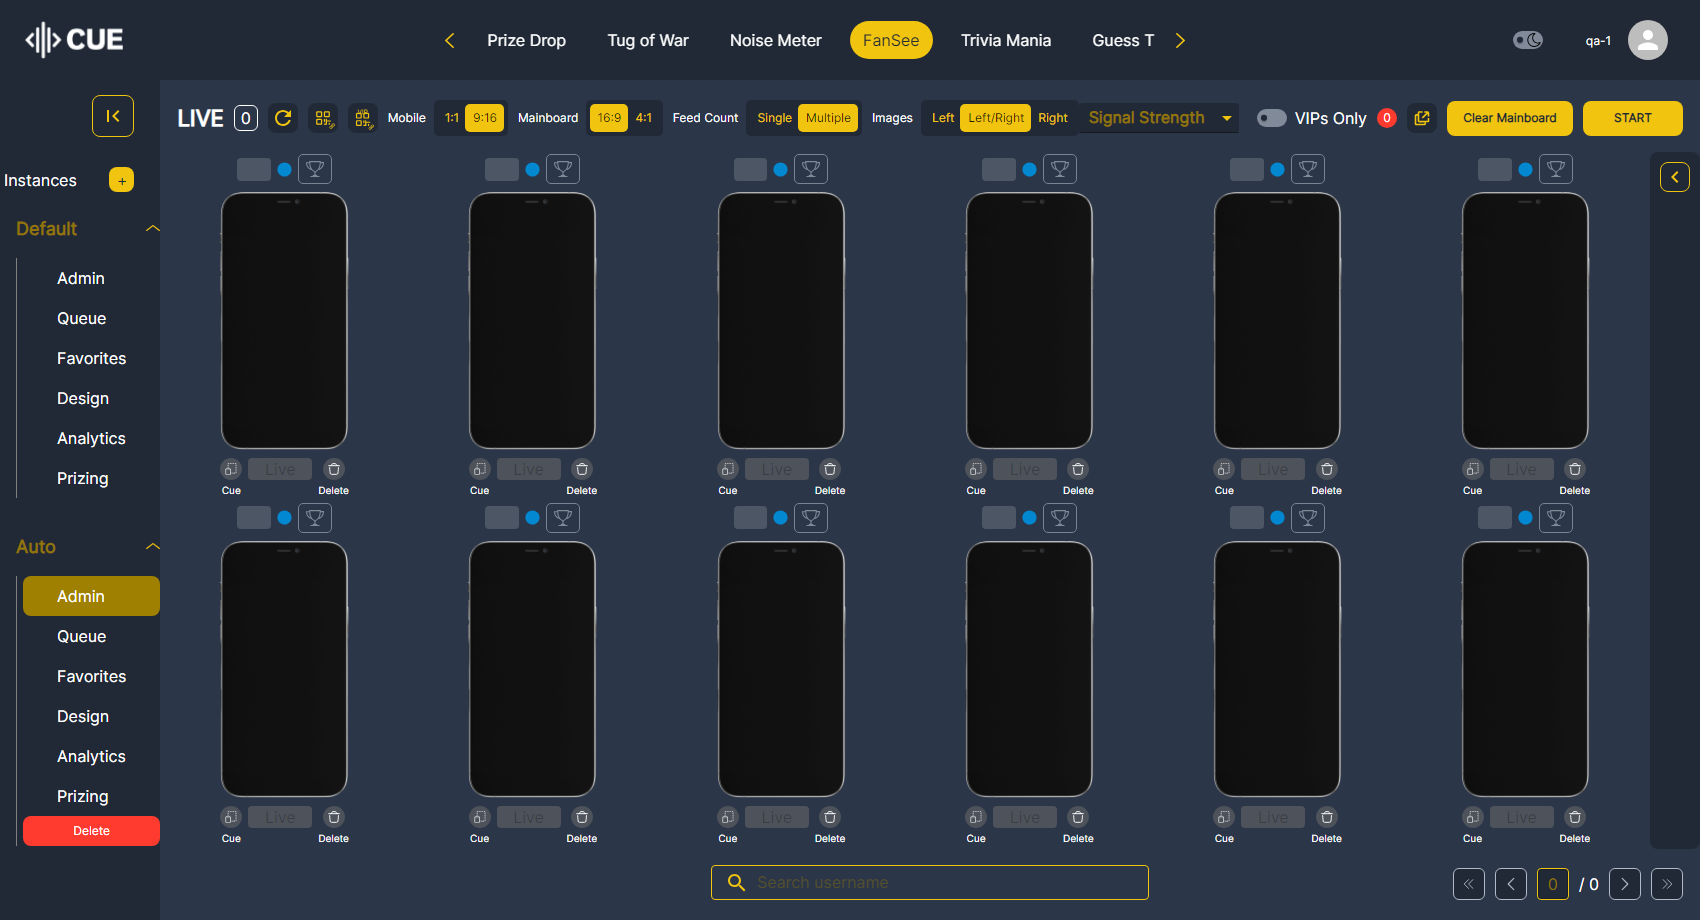 CUE
Prize Drop Tug of War Noise Meter FanSee Trivia Mania Guess T
qa-1
LIVE 0 Mobile 1:1 9:16 Mainboard 16:9 4:1 Feed Count Single Multiple Images Left Left/Right Right Signal Strength VIPs Only 0 Clear Mainboard START
Instances +
Default
Admin
Queue
Favorites
Design
Analytics
Prizing
Auto
Admin
Queue
Favorites
Design
Analytics
Prizing
Delete
Live Live Live Live Live Live
Cue Delete Cue Delete Cue Delete Cue Delete Cue Delete Cue Delete
Live Live Live Live Live Live
Cue Delete Cue Delete Cue Delete Cue Delete Cue Delete Cue Delete
Search username
0 / 0